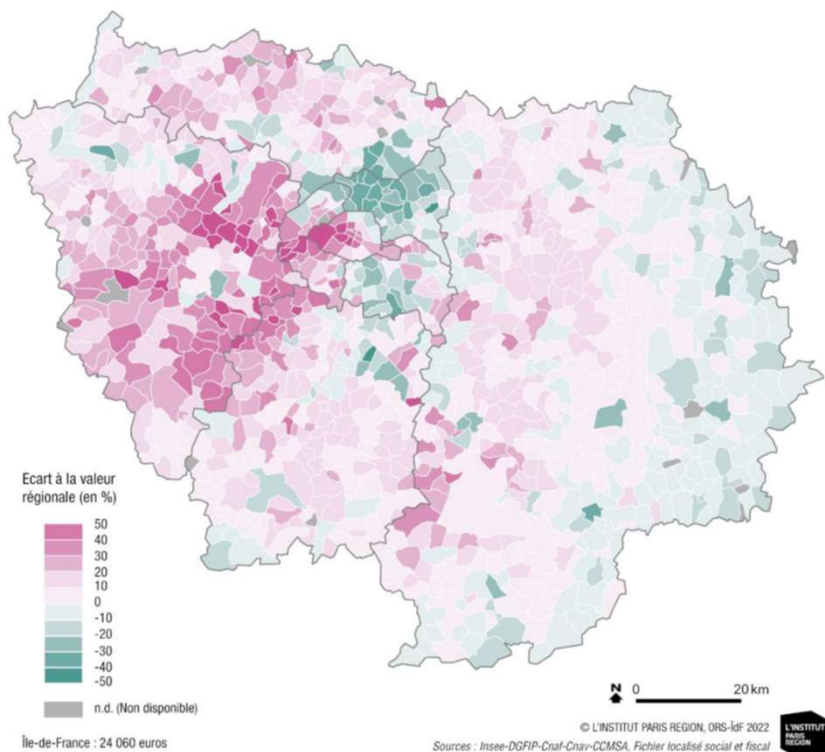 Ecart à la valeur
régionale (en %)
50
40
30
20
10
0
-10
-20
-30
-40
-50
n.d. (Non disponible)
Île-de-France : 24 060 euros
N 0 20 km
© L'INSTITUT PARIS REGION, ORS-ÎdF 2022
Sources : Insee-DGFIP-Cnaf-Cnav-CCMSA, Fichier localisé social et fiscal
L'INSTITUT
PARIS
REGION